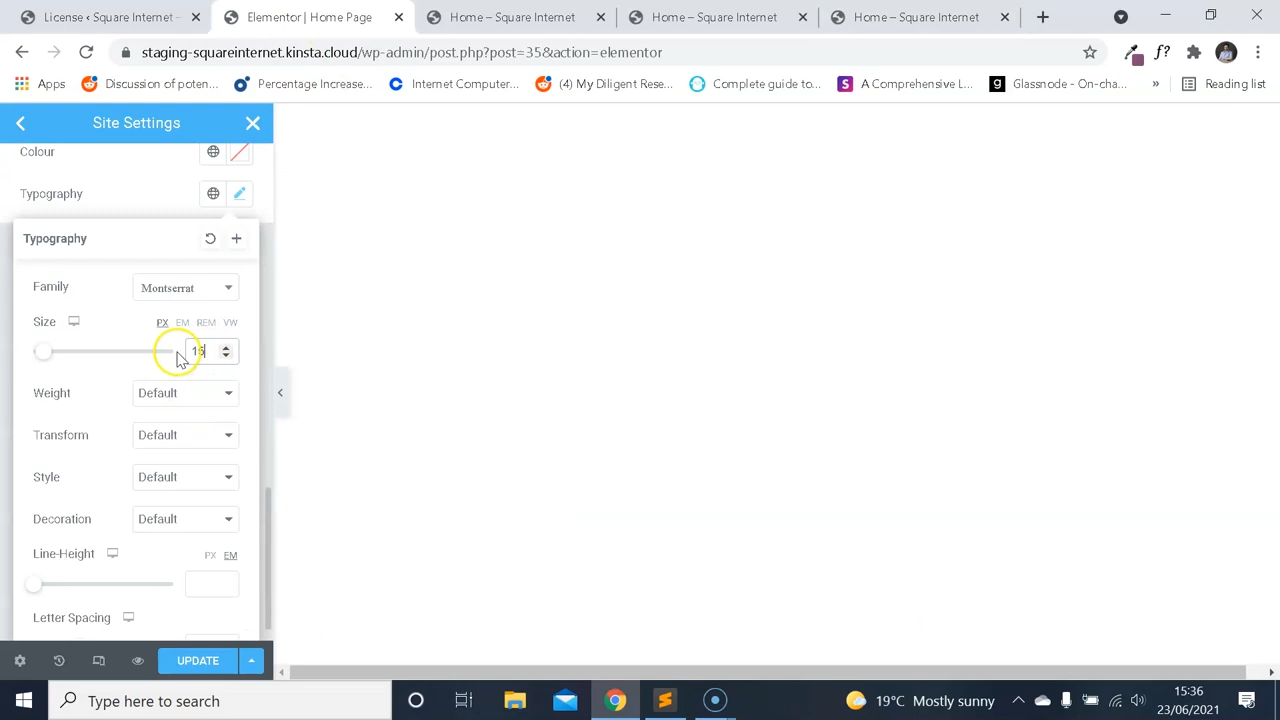 License ‹ Square Internet -
Elementor | Home Page
Home – Square Internet
Home – Square Internet
Home – Square Internet
staging-squareinternet.kinsta.cloud/wp-admin/post.php?post=35&action=elementor
f?
Apps
Discussion of poten...
Percentage Increase...
Internet Computer...
(4) My Diligent Rese...
Complete guide to...
A Comprehensive L...
Glassnode - On-cha...
»
Reading list
Site Settings
Colour
Typography
Typography
Family
Montserrat
Size
PX EM REM VW
Weight
Default
Transform
Default
Style
Default
Decoration
Default
Line-Height
PX EM
Letter Spacing
UPDATE
Type here to search
19°C Mostly sunny
15:36
23/06/2021